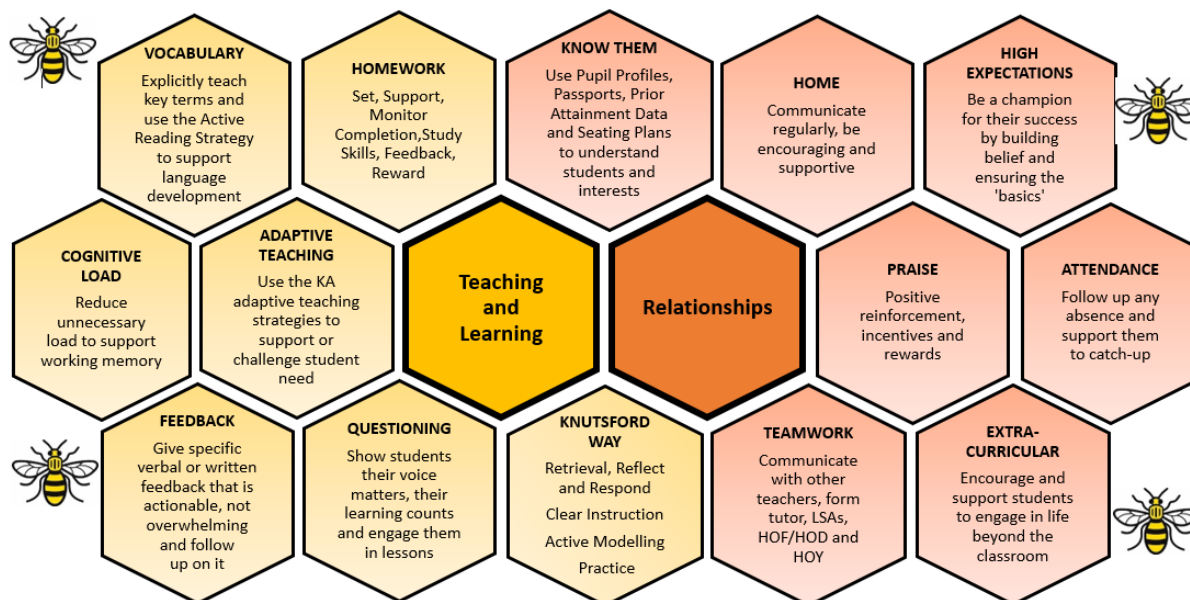 VOCABULARY
Explicitly teach
key terms and
use the Active
Reading Strategy
to support
language
development
HOMEWORK
Set, Support,
Monitor
Completion,Study
Skills, Feedback,
Reward
KNOW THEM
Use Pupil Profiles,
Passports, Prior
Attainment Data
and Seating Plans
to understand
students and
interests
HOME
Communicate
regularly, be
encouraging and
supportive
HIGH
EXPECTATIONS
Be a champion
for their success
by building
belief and
ensuring the
'basics'
COGNITIVE
LOAD
Reduce
unnecessary
load to support
working memory
ADAPTIVE
TEACHING
Use the KA
adaptive teaching
strategies to
support or
challenge student
need
Teaching
and
Learning
Relationships
PRAISE
Positive
reinforcement,
incentives and
rewards
ATTENDANCE
Follow up any
absence and
support them
to catch-up
FEEDBACK
Give specific
verbal or written
feedback that is
actionable, not
overwhelming
and follow
up on it
QUESTIONING
Show students
their voice
matters, their
learning counts
and engage them
in lessons
KNUTSFORD
WAY
Retrieval, Reflect
and Respond
Clear Instruction
Active Modelling
Practice
TEAMWORK
Communicate
with other
teachers, form
tutor, LSAs,
HOF/HOD and
HOY
EXTRA-
CURRICULAR
Encourage and
support students
to engage in life
beyond the
classroom